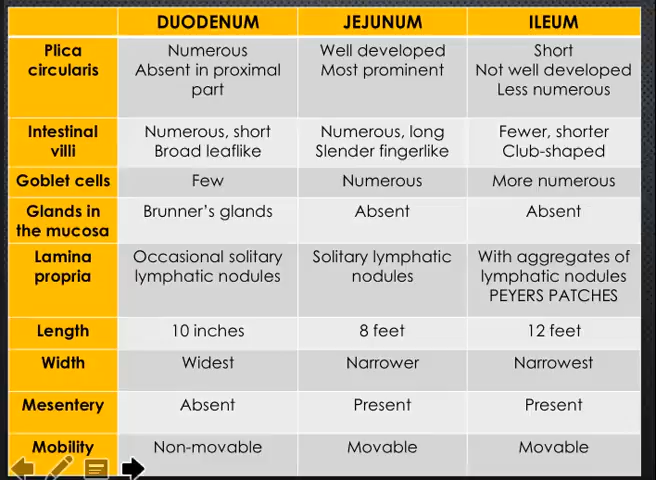 DUODENUM JEJUNUM ILEUM
Plica circularis
Numerous
Absent in proximal
part
Well developed
Most prominent
Short
Not well developed
Less numerous
Intestinal villi
Numerous, short
Broad leaflike
Numerous, long
Slender fingerlike
Fewer, shorter
Club-shaped
Goblet cells
Few
Numerous
More numerous
Glands in
the mucosa
Brunner's glands
Absent
Absent
Lamina
propria
Occasional solitary
lymphatic nodules
Solitary lymphatic
nodules
With aggregates of
lymphatic nodules
PEYERS PATCHES
Length
10 inches
8 feet
12 feet
Width
Widest
Narrower
Narrowest
Mesentery
Absent
Present
Present
Mobility
Non-movable
Movable
Movable